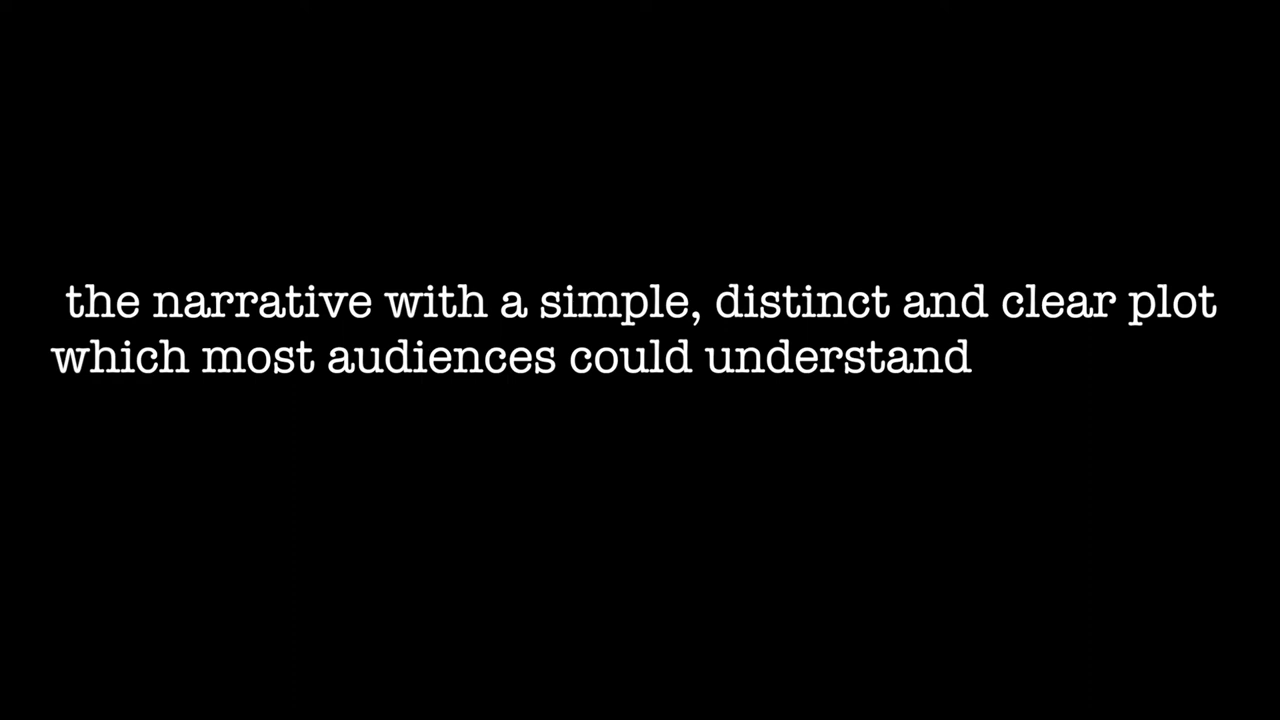 the narrative with a simple, distinct and clear plot
which most audiences could understand